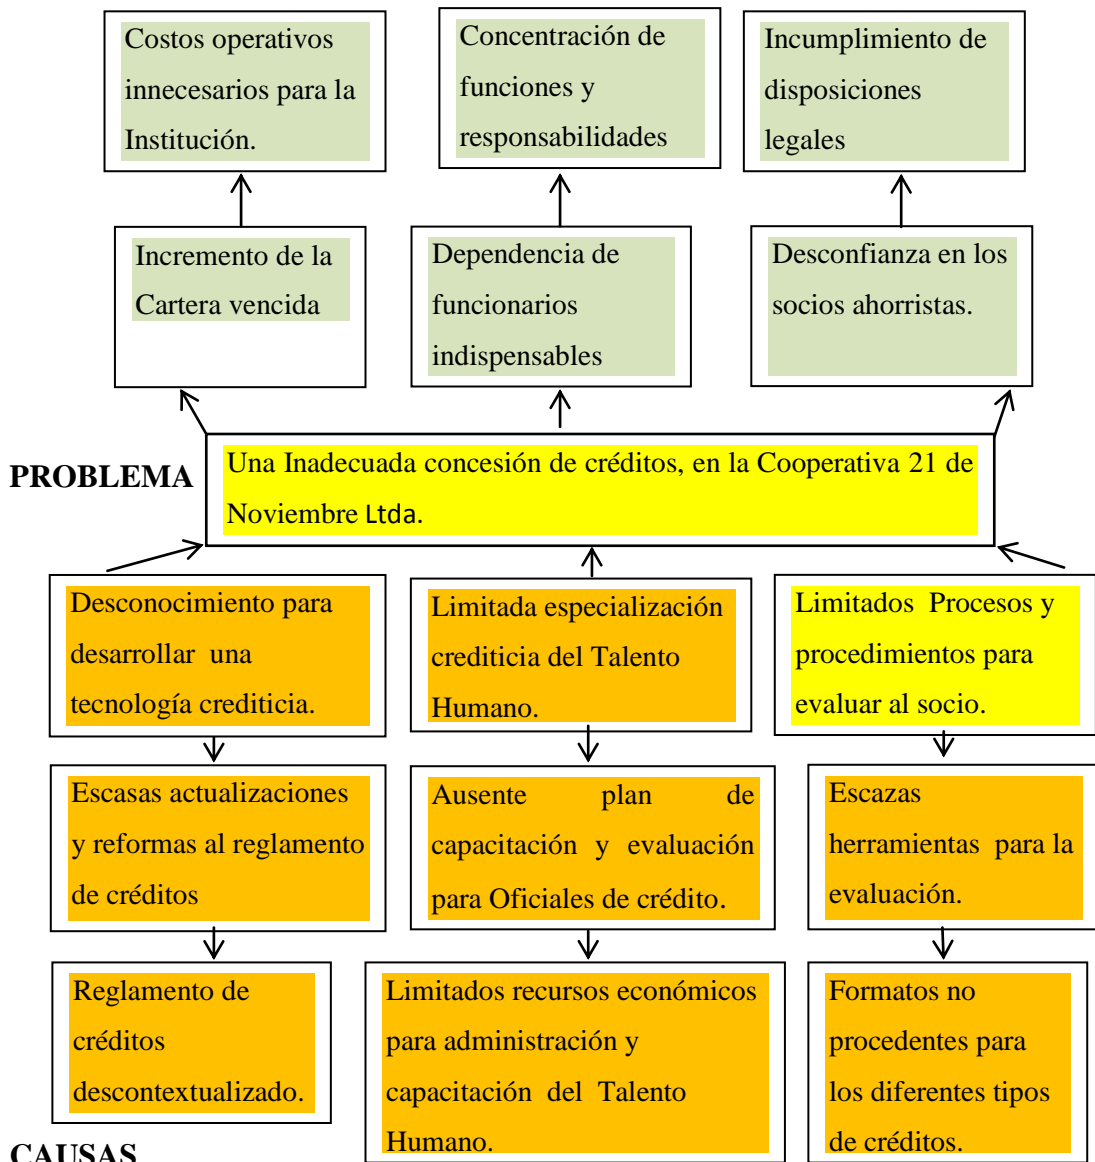 Costos operativos
innecesarios para la
Institución.
Concentración de
funciones y
responsabilidades
Incumplimiento de
disposiciones
legales
Incremento de la
Cartera vencida
Dependencia de
funcionarios
indispensables
Desconfianza en los
socios ahorristas.
PROBLEMA
Una Inadecuada concesión de créditos, en la Cooperativa 21 de
Noviembre Ltda.
Desconocimiento para
desarrollar una
tecnología crediticia.
Limitada especialización
crediticia del Talento
Humano.
Limitados Procesos y
procedimientos para
evaluar al socio.
Escasas actualizaciones
y reformas al reglamento
de créditos
Ausente plan de
capacitación y evaluación
para Oficiales de crédito.
Escazas
herramientas para la
evaluación.
Reglamento de
créditos
descontextualizado.
Limitados recursos económicos
para administración y
capacitación del Talento
Humano.
Formatos no
procedentes para
los diferentes tipos
de créditos.
CAUSAS